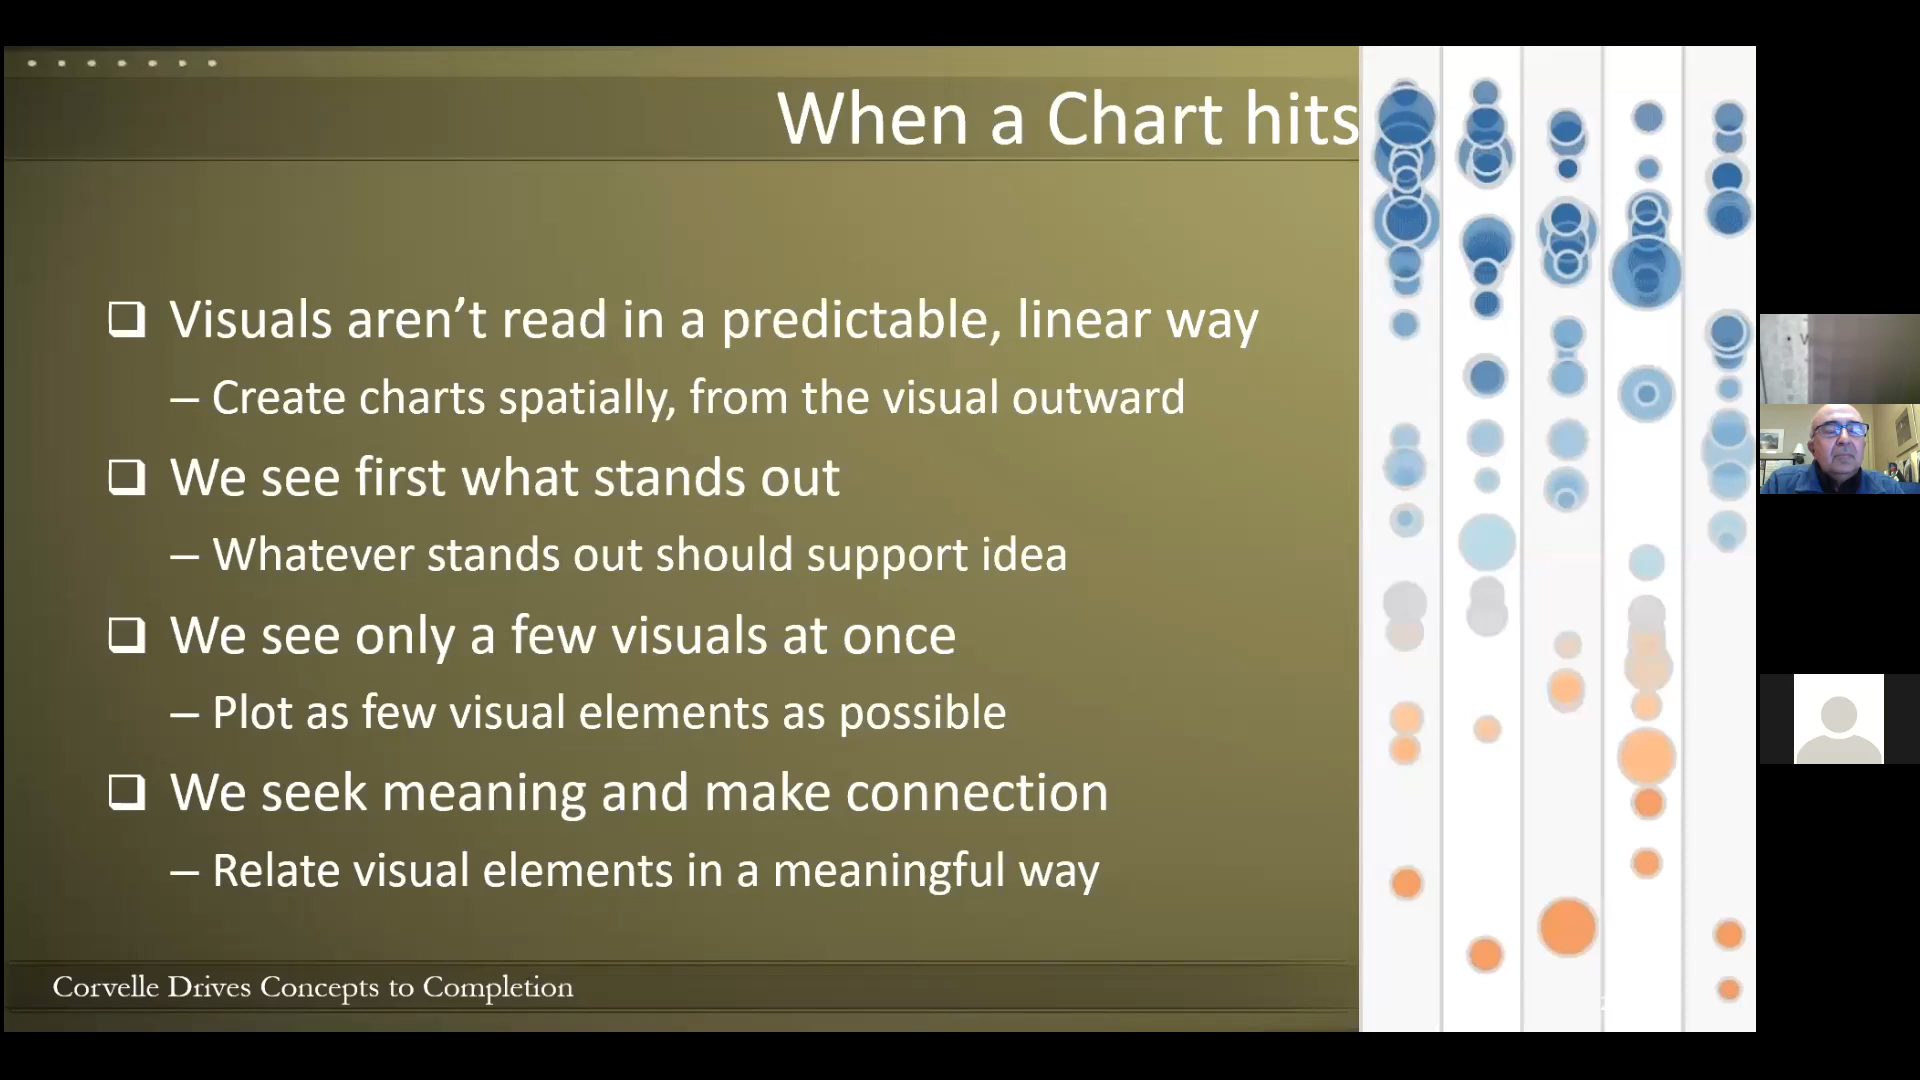 When a Chart hits
Visuals aren’t read in a predictable, linear way
– Create charts spatially, from the visual outward
We see first what stands out
– Whatever stands out should support idea
We see only a few visuals at once
– Plot as few visual elements as possible
We seek meaning and make connection
– Relate visual elements in a meaningful way
Corvelle Drives Concepts to Completion